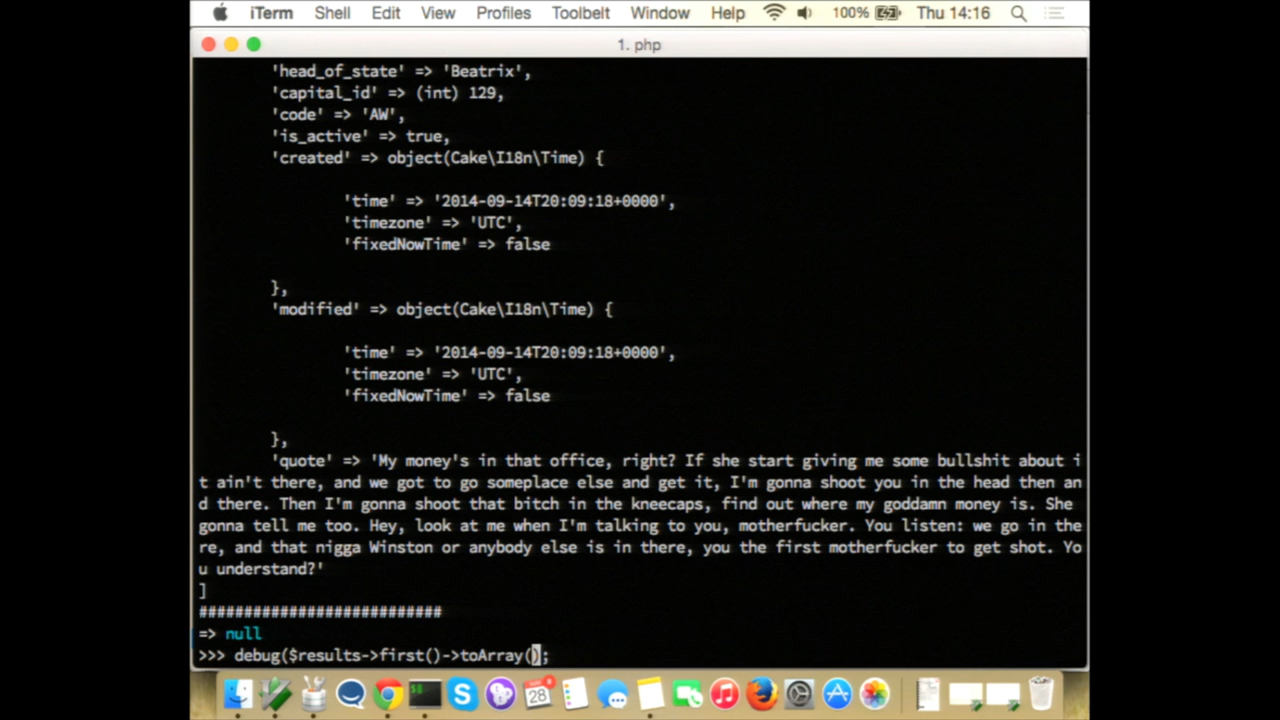 iTerm Shell Edit View Profiles Toolbelt Window Help 100% Thu 14:16
1. php
'head_of_state' => 'Beatrix',
'capital_id' => (int) 129,
'code' => 'AW',
'is_active' => true,
'created' => object(Cake\I18n\Time) {
'time' => '2014-09-14T20:09:18+0000',
'timezone' => 'UTC',
'fixedNowTime' => false
},
'modified' => object(Cake\I18n\Time) {
'time' => '2014-09-14T20:09:18+0000',
'timezone' => 'UTC',
'fixedNowTime' => false
},
'quote' => 'My money's in that office, right? If she start giving me some bullshit about i
t ain't there, and we got to go someplace else and get it, I'm gonna shoot you in the head then an
d there. Then I'm gonna shoot that bitch in the kneecaps, find out where my goddamn money is. She
gonna tell me too. Hey, look at me when I'm talking to you, motherfucker. You listen: we go in the
re, and that nigga Winston or anybody else is in there, you the first motherfucker to get shot. Yo
u understand?'
]
###########################
=> null
>>> debug($results->first()->toArray();
28